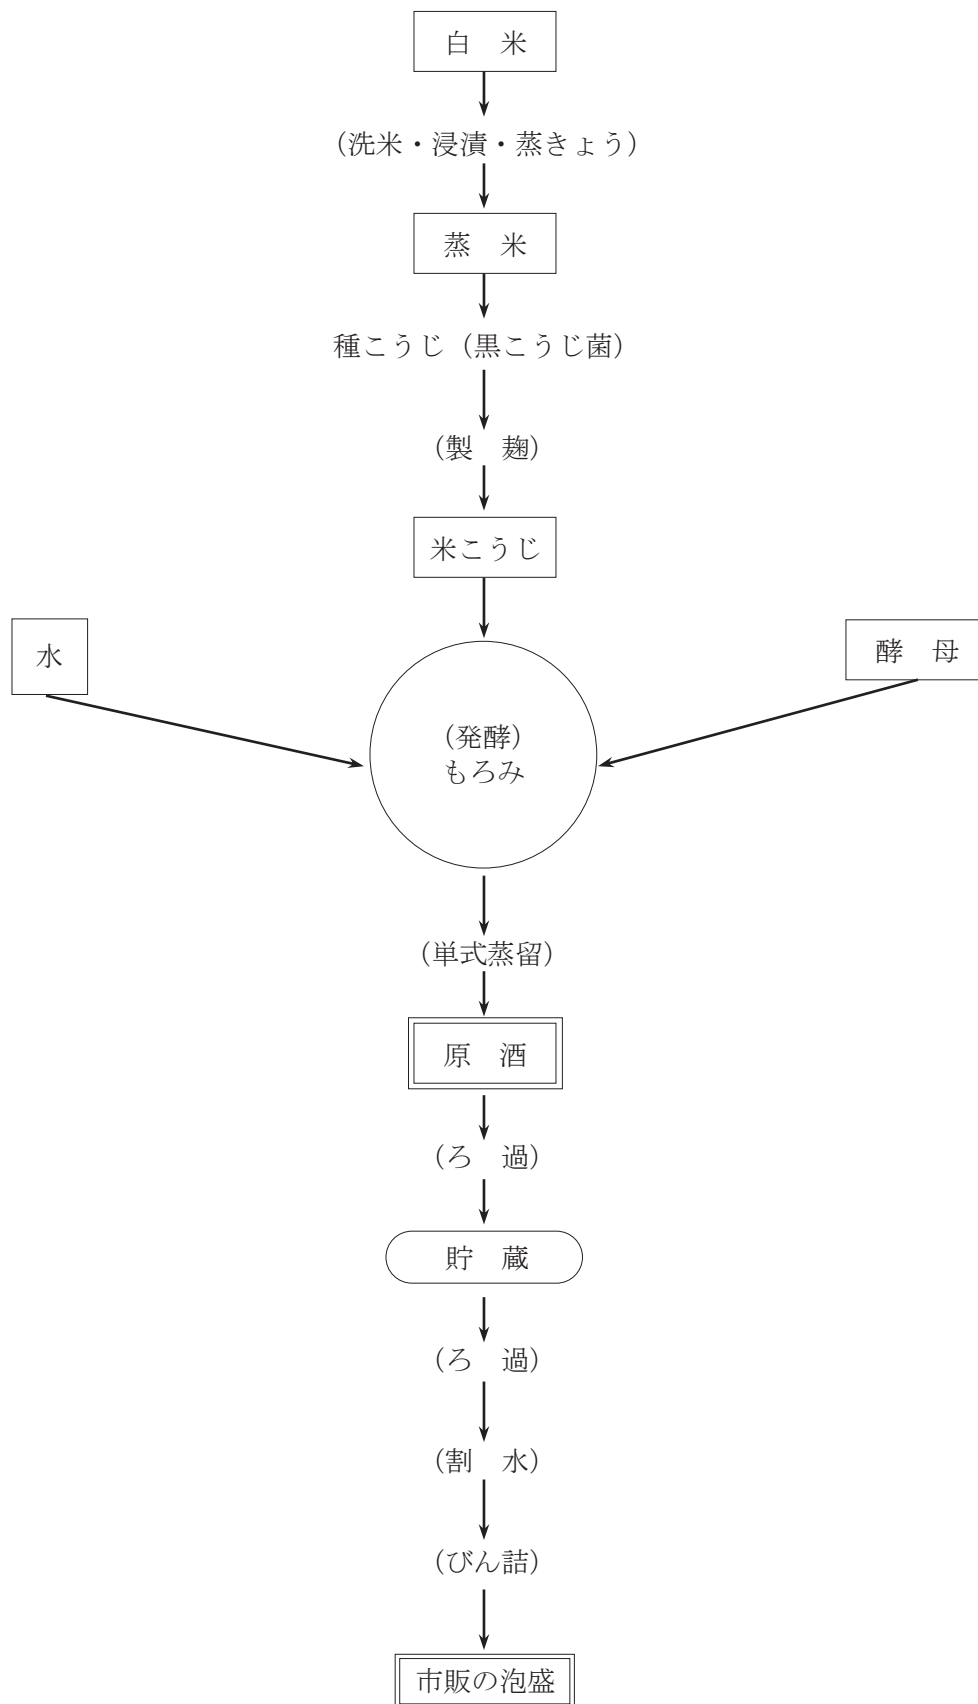 白　米
（洗米・浸漬・蒸きょう）
蒸　米
種こうじ（黒こうじ菌）
（製　麹）
米こうじ
水
酵　母
（発酵）
もろみ
（単式蒸留）
原　酒
（ろ　過）
貯　蔵
（ろ　過）
（割　水）
（びん詰）
市販の泡盛